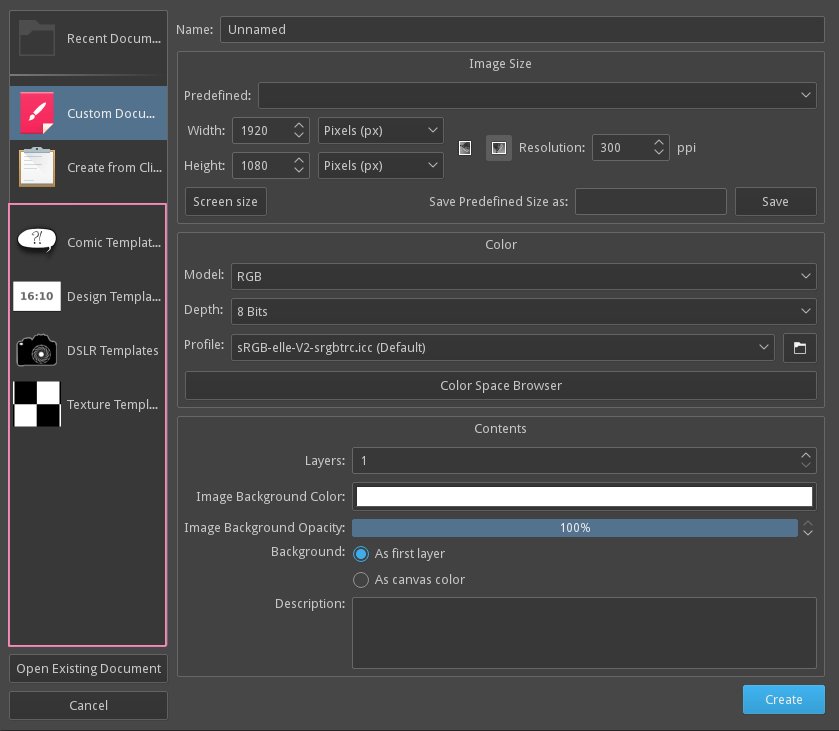 Recent Docum...
Custom Docu...
Create from Cli...
?!
Comic Templat...
16:10
Design Templa...
DSLR Templates
Texture Templ...
Open Existing Document
Cancel
Name: Unnamed
Image Size
Predefined:
Width: 1920 Pixels (px)
Height: 1080 Pixels (px)
Resolution: 300 ppi
Screen size Save Predefined Size as: Save
Color
Model: RGB
Depth: 8 Bits
Profile: sRGB-elle-V2-srgbtrc.icc (Default)
Color Space Browser
Contents
Layers: 1
Image Background Color:
Image Background Opacity: 100%
Background: As first layer
As canvas color
Description:
Create